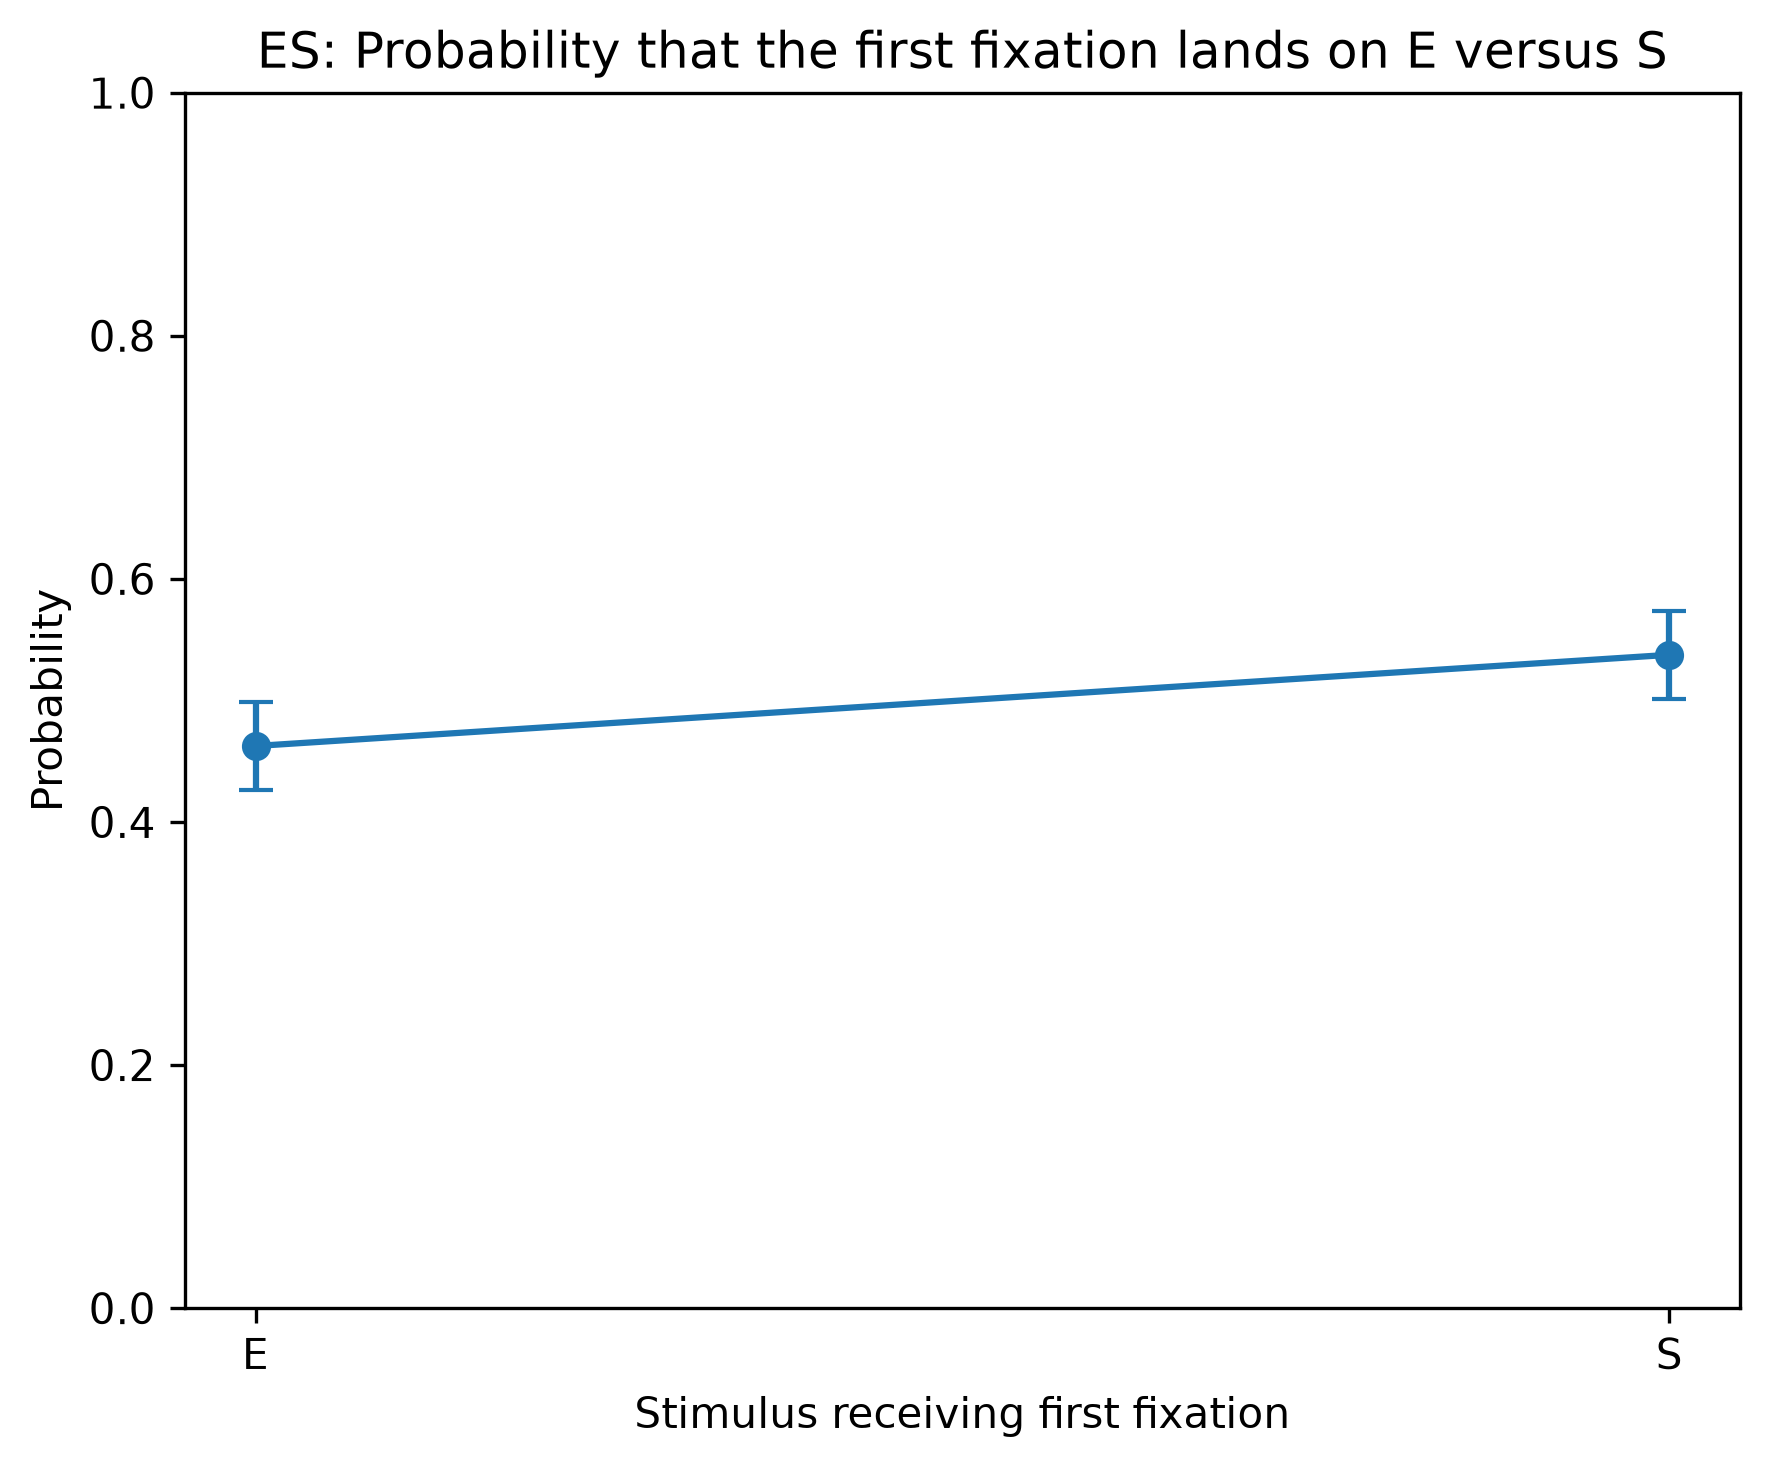 ES: Probability that the first fixation lands on E versus S
1.0
0.8
0.6
0.4
0.2
0.0
Probability
E
S
Stimulus receiving first fixation